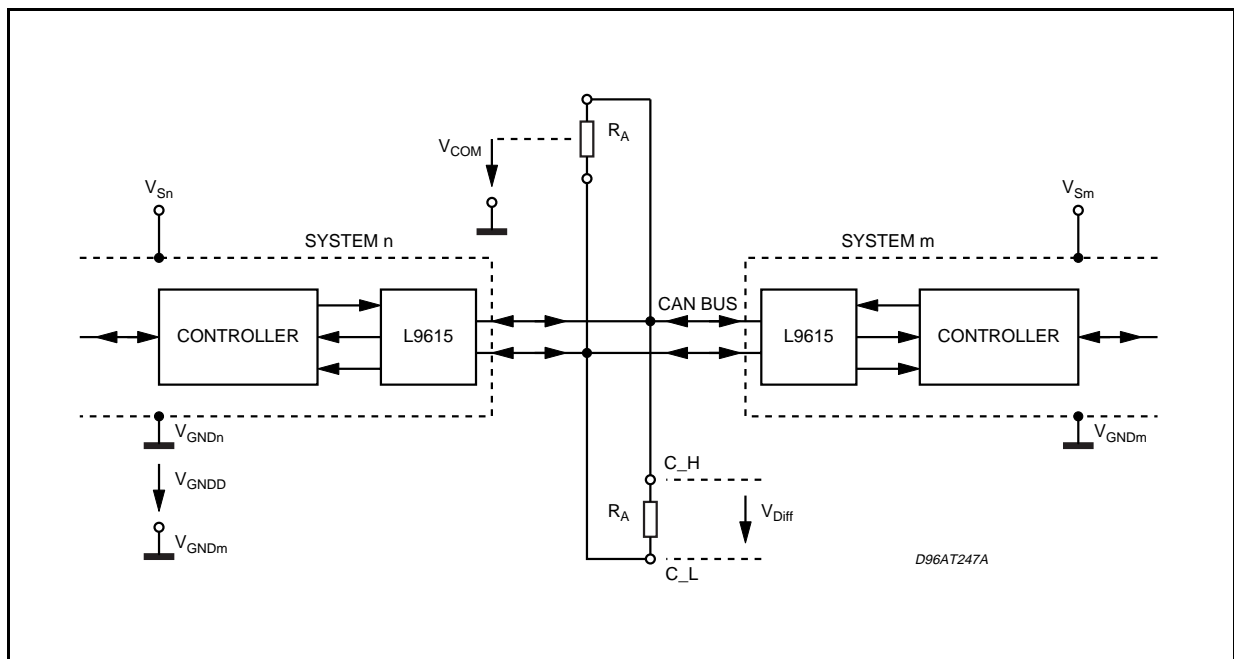 R_A
V_COM
V_Sn
V_Sm
SYSTEM n
SYSTEM m
CAN BUS
CONTROLLER
L9615
L9615
CONTROLLER
V_GNDn
V_GNDm
C_H
V_GNDD
R_A
V_Diff
V_GNDm
C_L
D96AT247A